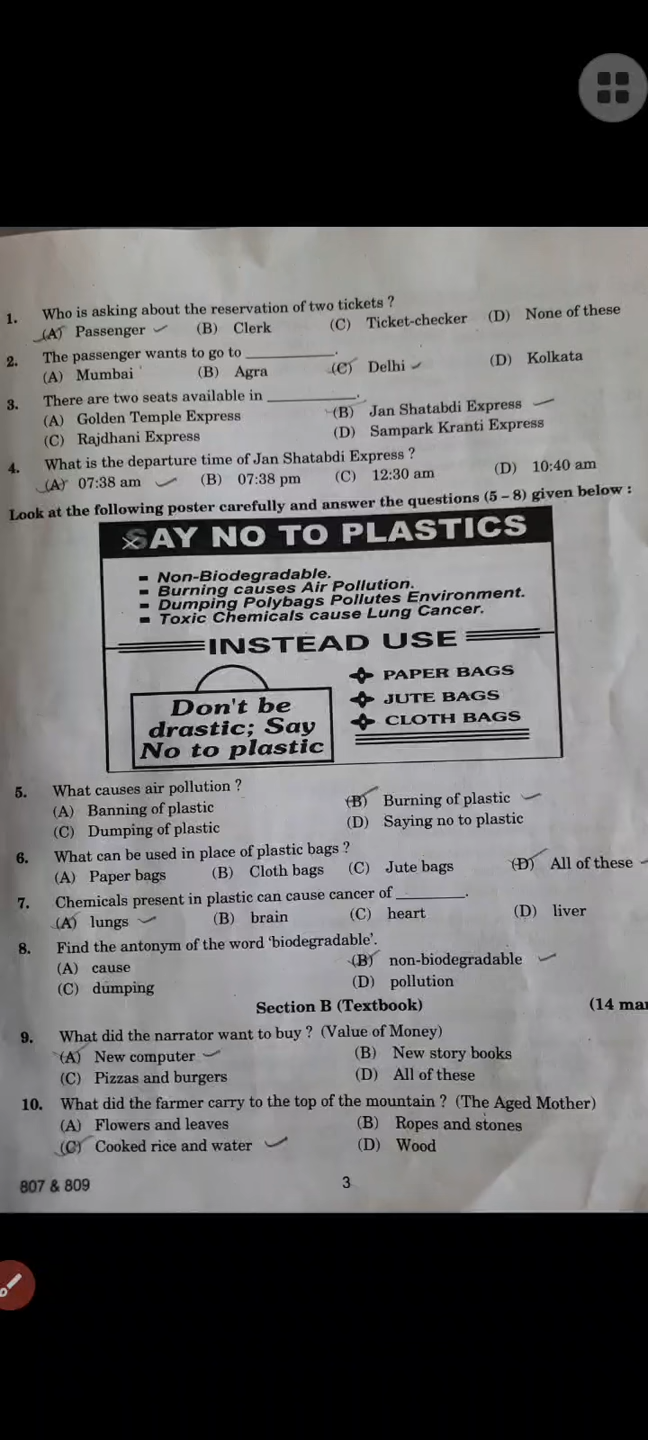 1. Who is asking about the reservation of two tickets ?
(A) Passenger (B) Clerk (C) Ticket-checker (D) None of these
2. The passenger wants to go to __________.
(A) Mumbai (B) Agra (C) Delhi (D) Kolkata
3. There are two seats available in __________.
(A) Golden Temple Express (B) Jan Shatabdi Express
(C) Rajdhani Express (D) Sampark Kranti Express
4. What is the departure time of Jan Shatabdi Express ?
(A) 07:38 am (B) 07:38 pm (C) 12:30 am (D) 10:40 am
Look at the following poster carefully and answer the questions (5 – 8) given below :
SAY NO TO PLASTICS
- Non-Biodegradable.
- Burning causes Air Pollution.
- Dumping Polybags Pollutes Environment.
- Toxic Chemicals cause Lung Cancer.
INSTEAD USE
Don't be
drastic; Say
No to plastic
PAPER BAGS
JUTE BAGS
CLOTH BAGS
5. What causes air pollution ?
(A) Banning of plastic (B) Burning of plastic
(C) Dumping of plastic (D) Saying no to plastic
6. What can be used in place of plastic bags ?
(A) Paper bags (B) Cloth bags (C) Jute bags (D) All of these
7. Chemicals present in plastic can cause cancer of ________.
(A) lungs (B) brain (C) heart (D) liver
8. Find the antonym of the word 'biodegradable'.
(A) cause (B) non-biodegradable
(C) dumping (D) pollution
Section B (Textbook) (14 mar
9. What did the narrator want to buy ? (Value of Money)
(A) New computer (B) New story books
(C) Pizzas and burgers (D) All of these
10. What did the farmer carry to the top of the mountain ? (The Aged Mother)
(A) Flowers and leaves (B) Ropes and stones
(C) Cooked rice and water (D) Wood
807 & 809 3